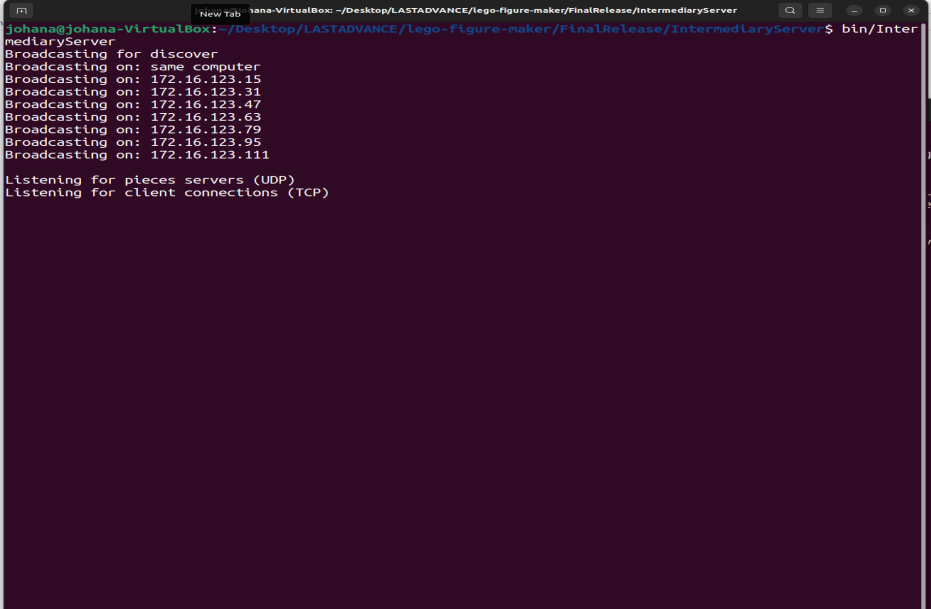 johana@johana-VirtualBox: ~/Desktop/LASTADVANCE/lego-figure-maker/FinalRelease/IntermediaryServer
New Tab
johana@johana-VirtualBox:~/Desktop/LASTADVANCE/lego-figure-maker/FinalRelease/IntermediaryServer$ bin/Inter
mediaryServer
Broadcasting for discover
Broadcasting on: same computer
Broadcasting on: 172.16.123.15
Broadcasting on: 172.16.123.31
Broadcasting on: 172.16.123.47
Broadcasting on: 172.16.123.63
Broadcasting on: 172.16.123.79
Broadcasting on: 172.16.123.95
Broadcasting on: 172.16.123.111
Listening for pieces servers (UDP)
Listening for client connections (TCP)